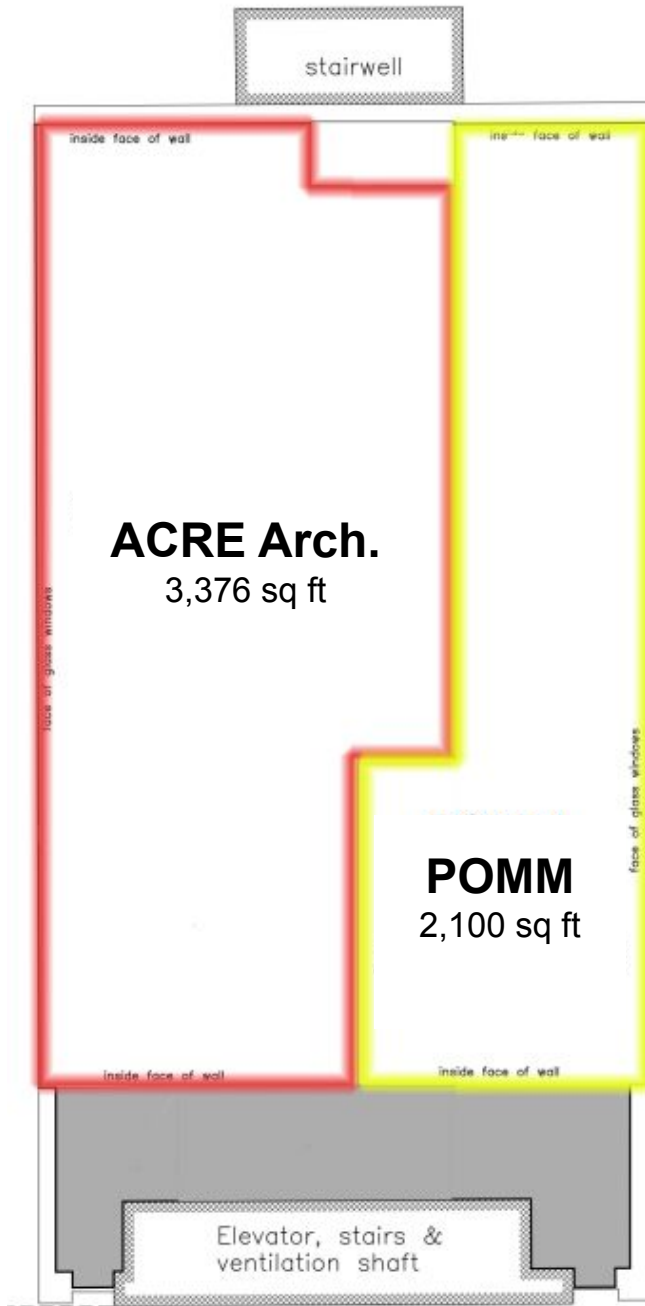 stairwell
inside face of wall
face of wall
ACRE Arch.
3,376 sq ft
face of glass windows
face of glass windows
POMM
2,100 sq ft
inside face of wall
inside face of wall
Elevator, stairs &
ventilation shaft